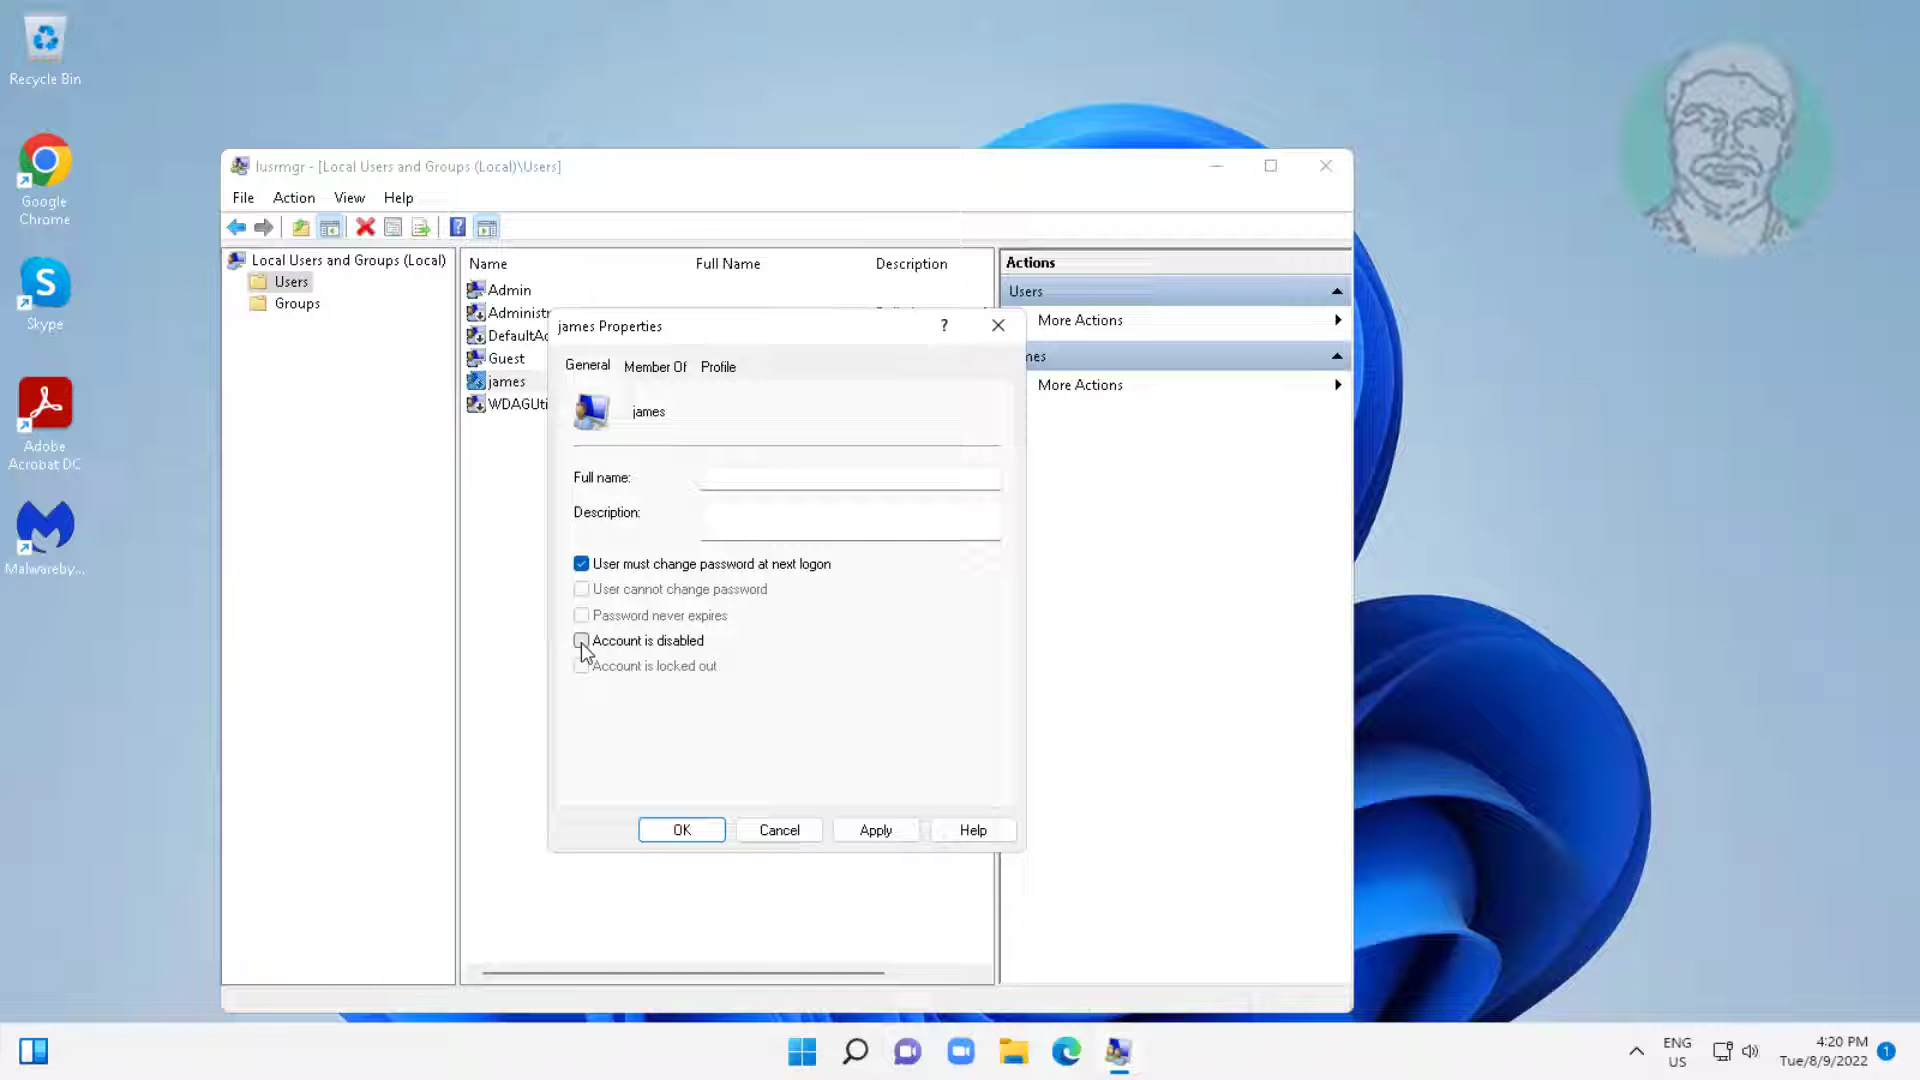 Recycle Bin
Google
Chrome
Skype
Adobe
Acrobat DC
Malwareby...
lusrmgr - [Local Users and Groups (Local)\Users]
File Action View Help
Local Users and Groups (Local)
Users
Groups
Name Full Name Description
Admin
Administr
DefaultAc
Guest
james
WDAGUti
Actions
Users
More Actions
mes
More Actions
james Properties
General Member Of Profile
james
Full name:
Description:
User must change password at next logon
User cannot change password
Password never expires
Account is disabled
Account is locked out
OK Cancel Apply Help
ENG
US
4:20 PM
Tue/8/9/2022
1